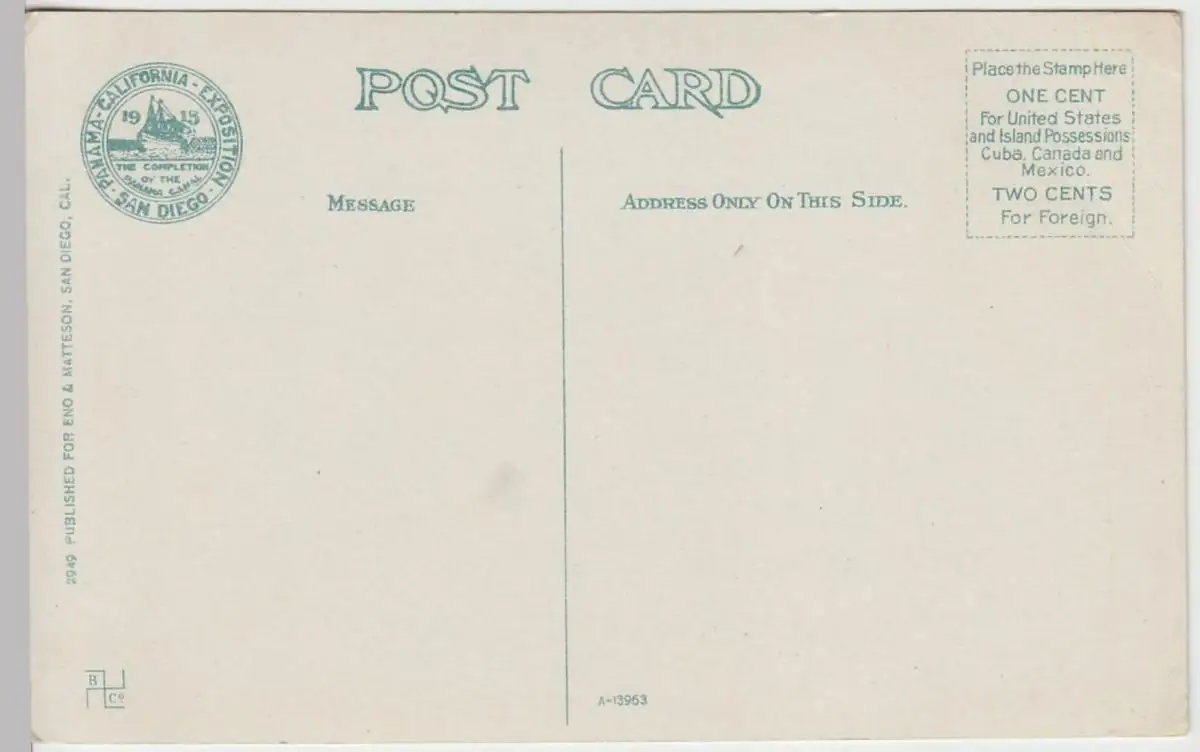 PANAMA-CALIFORNIA-EXPOSITION
1915
THE COMPLETION
OF THE
PANAMA CANAL
SAN DIEGO
POST CARD
Place the Stamp Here
ONE CENT
For United States
and Island Possessions
Cuba, Canada and
Mexico.
TWO CENTS
For Foreign.
MESSAGE
ADDRESS ONLY ON THIS SIDE.
2949 PUBLISHED FOR ENO & MATTESON, SAN DIEGO, CAL.
B
Co
A-13963